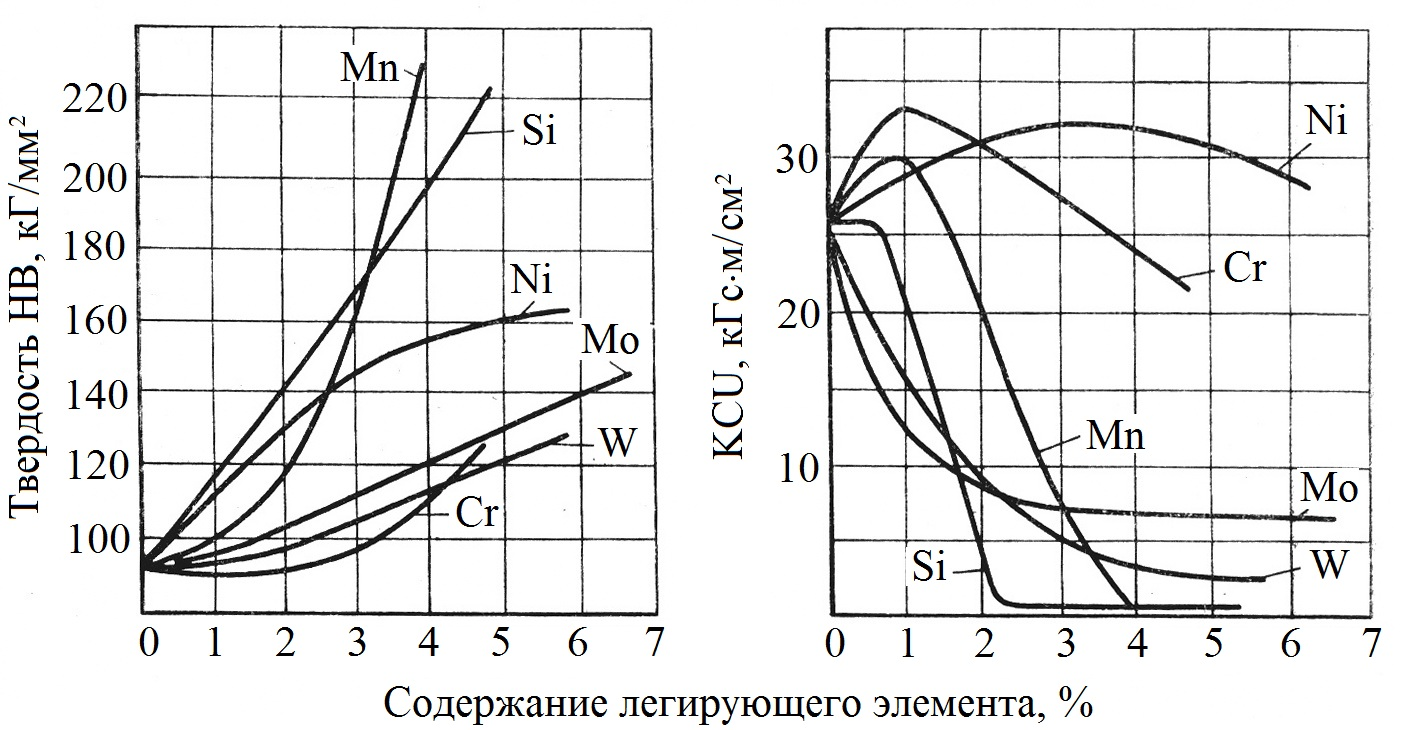 Твердость НВ, кГ/мм²
220
200
180
160
140
120
100
0 1 2 3 4 5 6 7
Mn
Si
Ni
Mo
W
Cr
KCU, кГс·м/см²
30
20
10
0 1 2 3 4 5 6 7
Ni
Cr
Mn
Mo
Si
W
Содержание легирующего элемента, %